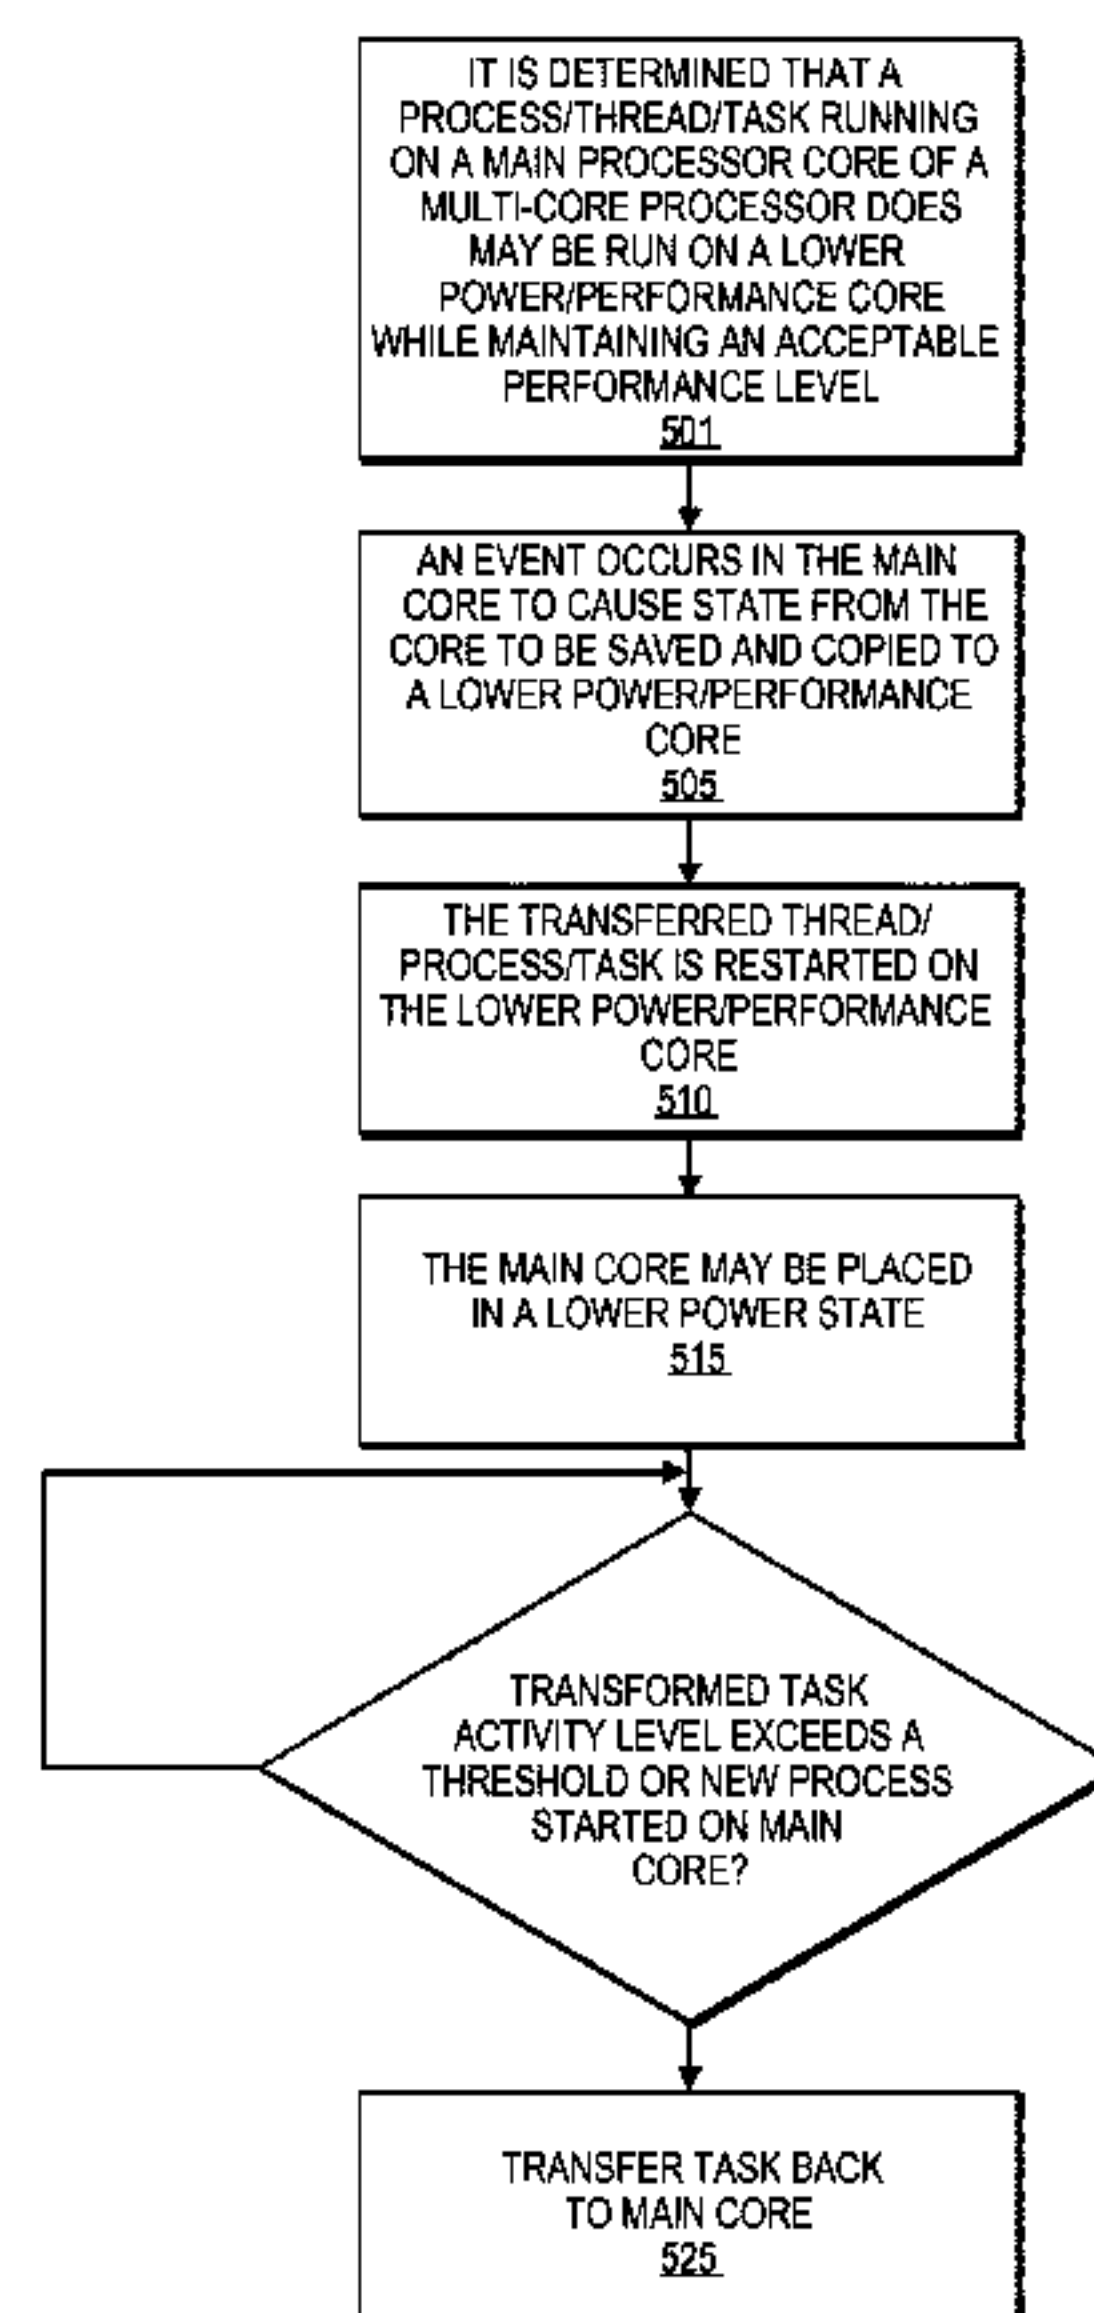 IT IS DETERMINED THAT A
PROCESS/THREAD/TASK RUNNING
ON A MAIN PROCESSOR CORE OF A
MULTI-CORE PROCESSOR DOES
MAY BE RUN ON A LOWER
POWER/PERFORMANCE CORE
WHILE MAINTAINING AN ACCEPTABLE
PERFORMANCE LEVEL
501
AN EVENT OCCURS IN THE MAIN
CORE TO CAUSE STATE FROM THE
CORE TO BE SAVED AND COPIED TO
A LOWER POWER/PERFORMANCE
CORE
505
THE TRANSFERRED THREAD/
PROCESS/TASK IS RESTARTED ON
THE LOWER POWER/PERFORMANCE
CORE
510
THE MAIN CORE MAY BE PLACED
IN A LOWER POWER STATE
515
TRANSFORMED TASK
ACTIVITY LEVEL EXCEEDS A
THRESHOLD OR NEW PROCESS
STARTED ON MAIN
CORE?
TRANSFER TASK BACK
TO MAIN CORE
525